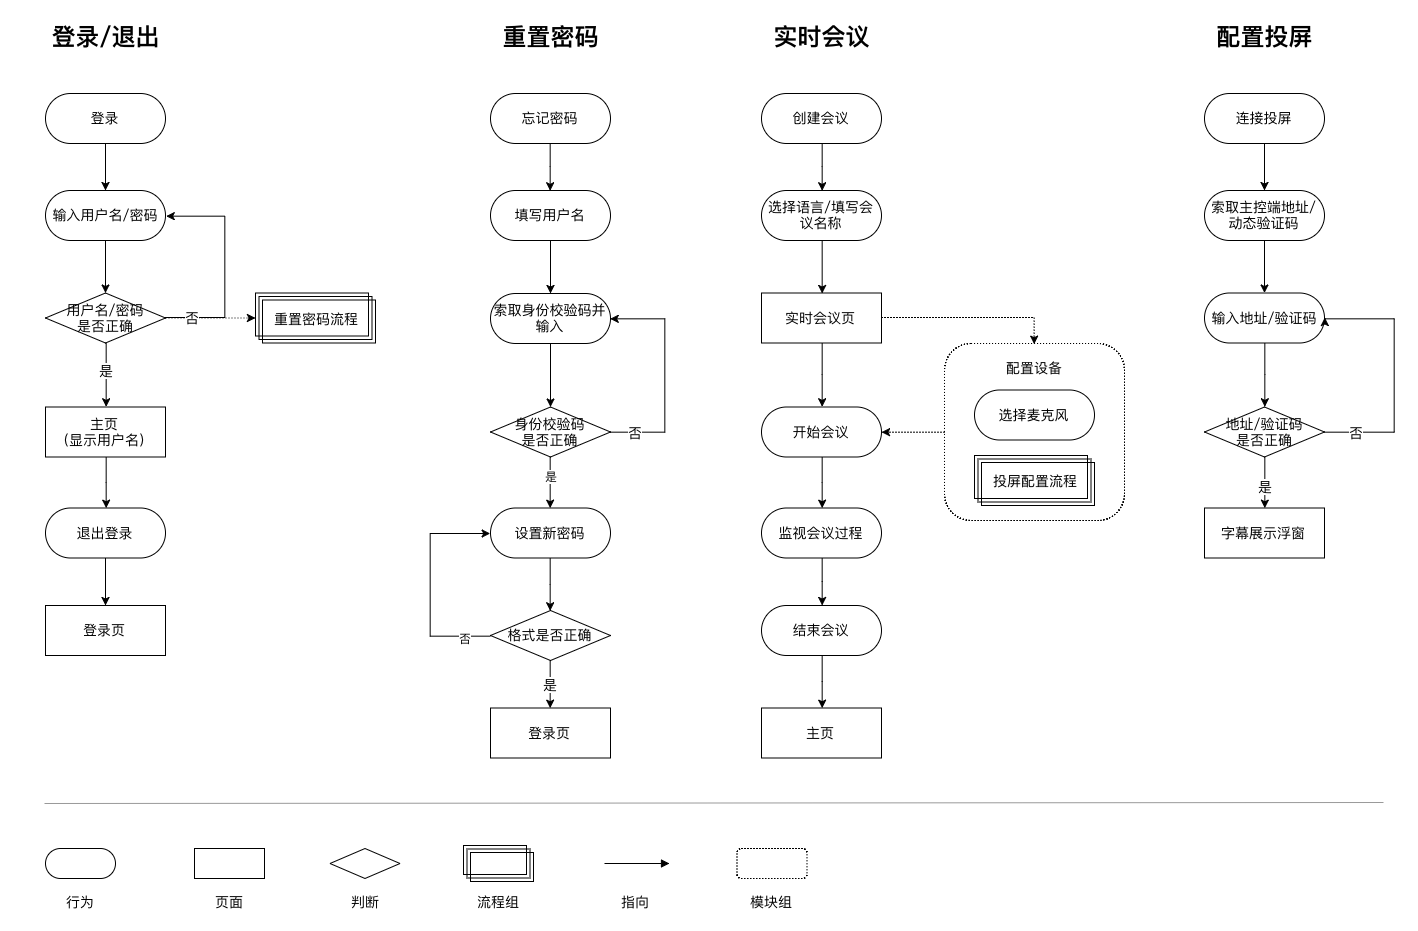 登录/退出
登录
输入用户名/密码
用户名/密码
是否正确
否
重置密码流程
是
主页
(显示用户名)
退出登录
登录页
重置密码
忘记密码
填写用户名
索取身份校验码并
输入
身份校验码
是否正确
否
是
设置新密码
格式是否正确
否
是
登录页
实时会议
创建会议
选择语言/填写会
议名称
实时会议页
配置设备
选择麦克风
投屏配置流程
开始会议
监视会议过程
结束会议
主页
配置投屏
连接投屏
索取主控端地址/
动态验证码
输入地址/验证码
地址/验证码
是否正确
否
是
字幕展示浮窗
行为
页面
判断
流程组
指向
模块组